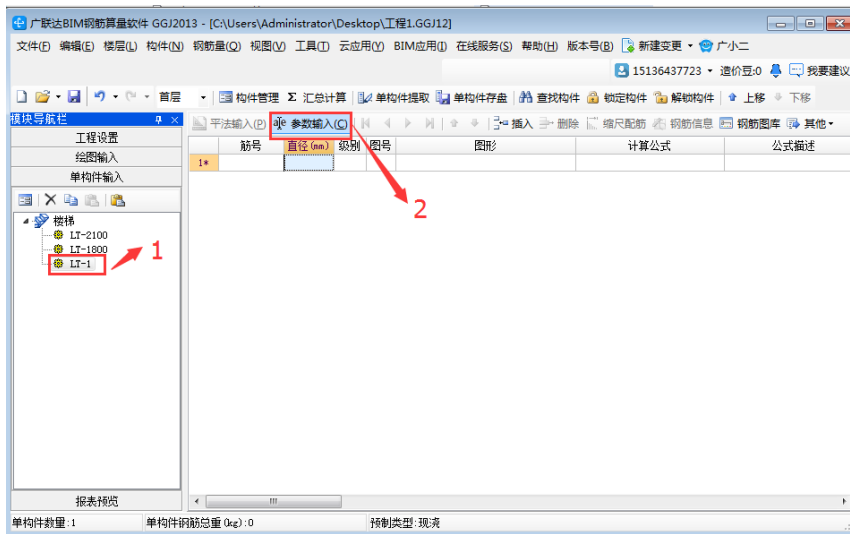 广联达BIM钢筋算量软件 GGJ2013 - [C:\Users\Administrator\Desktop\工程1.GGJ12]
文件(F) 编辑(E) 楼层(L) 构件(N) 钢筋量(Q) 视图(V) 工具(T) 云应用(Y) BIM应用(I) 在线服务(S) 帮助(H) 版本号(B) 新建变更 广小二
15136437723 造价豆:0 我要建议
首层 构件管理 Σ 汇总计算 单构件提取 单构件存盘 查找构件 锁定构件 解锁构件 上移 下移
模块导航栏
平法输入(P) 参数输入(C) 插入 删除 缩尺配筋 钢筋信息 钢筋图库 其他
工程设置
绘图输入
单构件输入
筋号 直径(mm) 级别 图号 图形 计算公式 公式描述
1*
楼梯
LT-2100
LT-1800
LT-1
1
2
报表预览
单构件数量:1 单构件钢筋总重(kg):0 预制类型:现浇